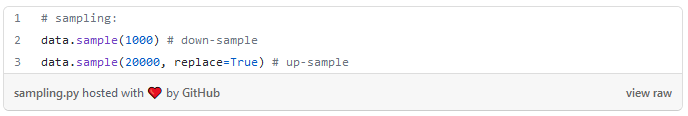 1 # sampling:
2 data.sample(1000) # down-sample
3 data.sample(20000, replace=True) # up-sample
sampling.py hosted with ❤ by GitHub view raw